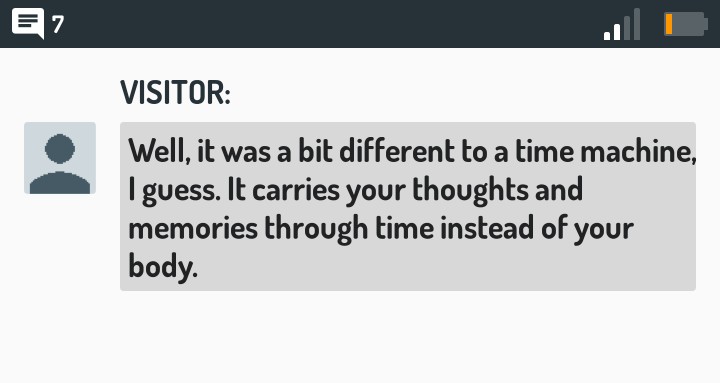 7
VISITOR:
Well, it was a bit different to a time machine,
I guess. It carries your thoughts and
memories through time instead of your
body.